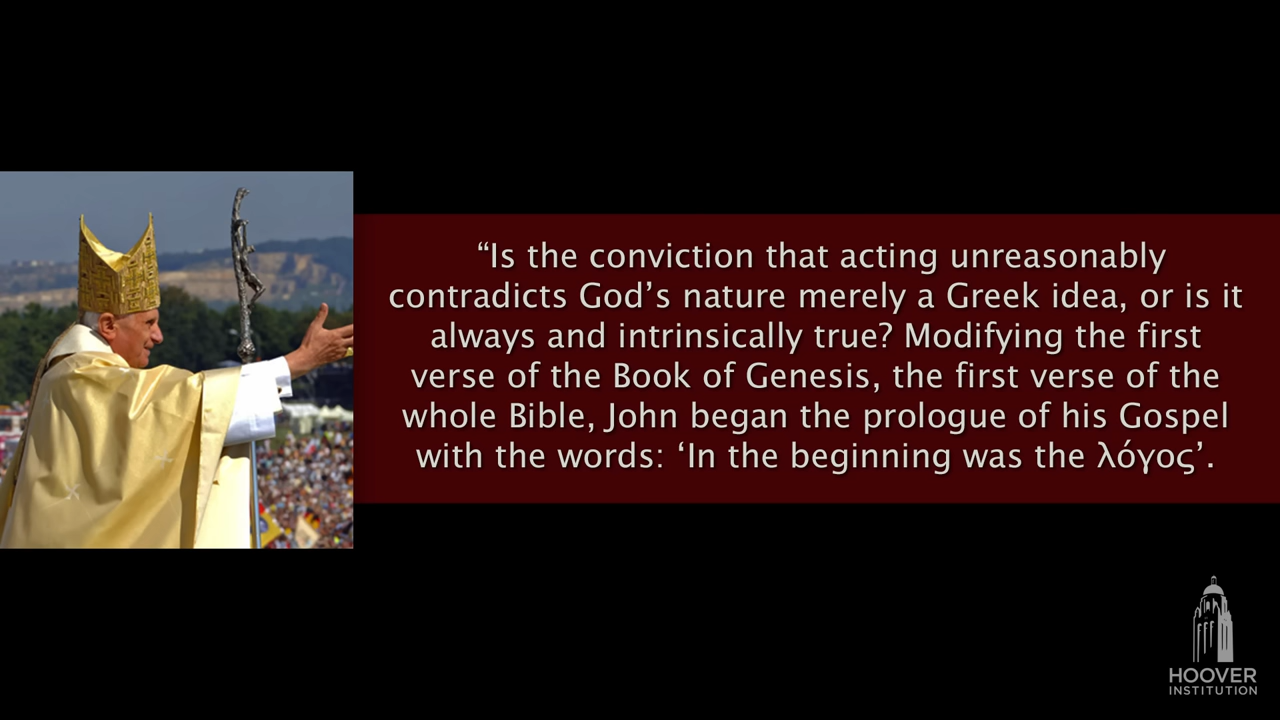 “Is the conviction that acting unreasonably
contradicts God’s nature merely a Greek idea, or is it
always and intrinsically true? Modifying the first
verse of the Book of Genesis, the first verse of the
whole Bible, John began the prologue of his Gospel
with the words: ‘In the beginning was the λόγος’.
HOOVER
INSTITUTION